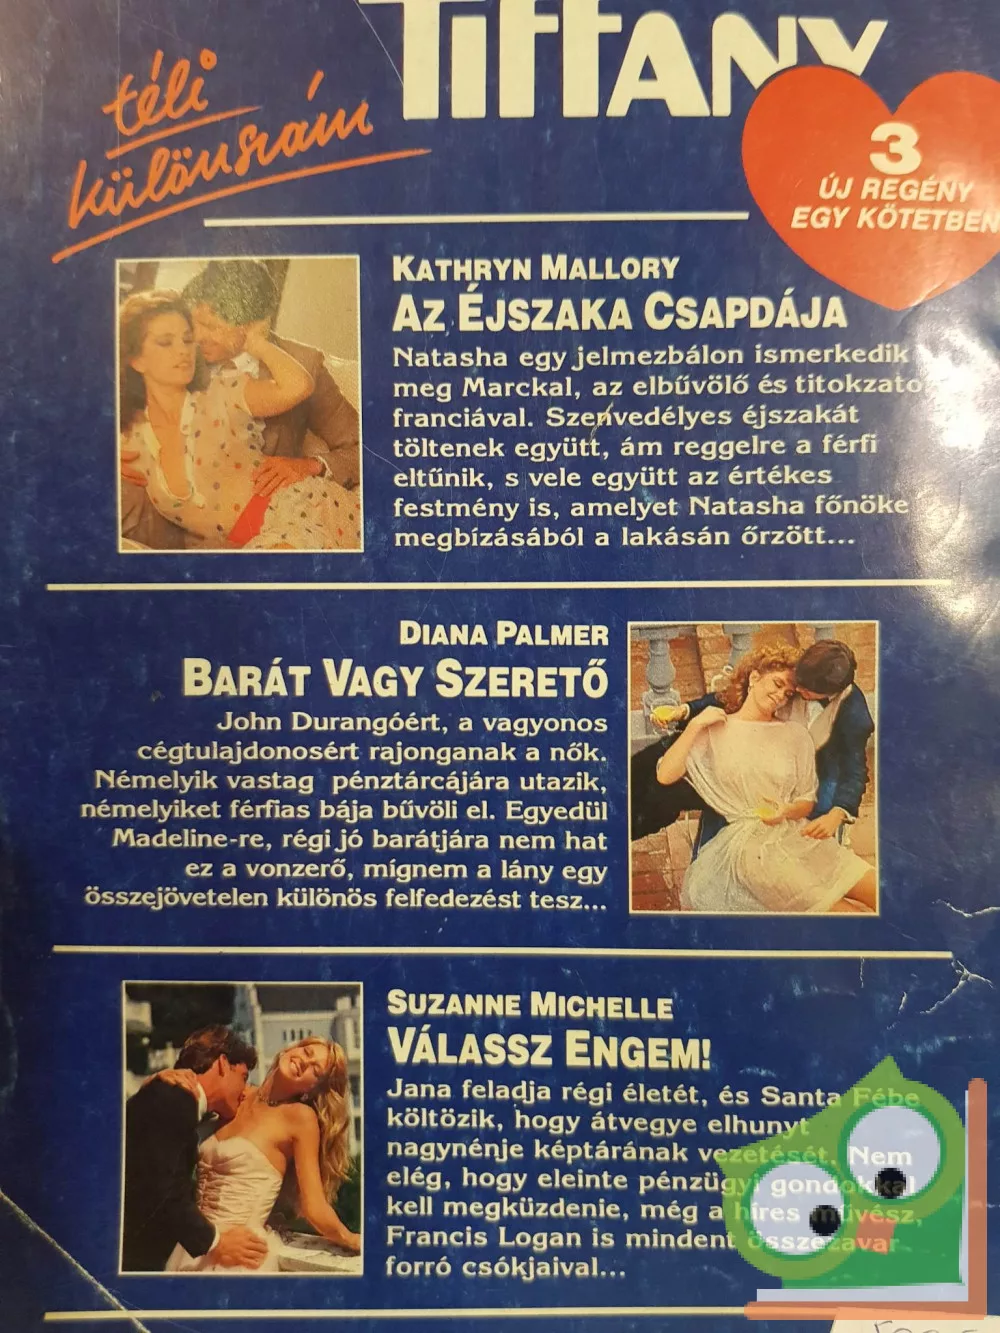 TiffANY
téli
különszám
3
ÚJ REGÉNY
EGY KÖTETBEN
KATHRYN MALLORY
AZ ÉJSZAKA CSAPDÁJA
Natasha egy jelmezbálon ismerkedik
meg Marckal, az elbűvölő és titokzatos
franciával. Szenvedélyes éjszakát
töltenek együtt, ám reggelre a férfi
eltűnik, s vele együtt az értékes
festmény is, amelyet Natasha főnöke
megbízásából a lakásán őrzött...
DIANA PALMER
BARÁT VAGY SZERETŐ
John Durangóért, a vagyonos
cégtulajdonosért rajonganak a nők.
Némelyik vastag pénztárcájára utazik,
némelyiket férfias bája bűvöli el. Egyedül
Madeline-re, régi jó barátjára nem hat
ez a vonzerő, mígnem a lány egy
összejövetelen különös felfedezést tesz...
SUZANNE MICHELLE
VÁLASSZ ENGEM!
Jana feladja régi életét, és Santa Fébe
költözik, hogy átvegye elhunyt
nagynénje képtárának vezetését. Nem
elég, hogy eleinte pénzügyi gondokkal
kell megküzdenie, még a híres művész,
Francis Logan is mindent összezavar
forró csókjaival...